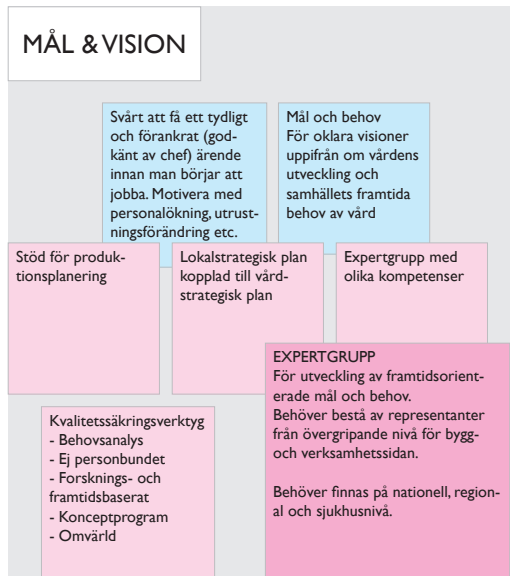 MÅL & VISION
Svårt att få ett tydligt
och förankrat (god-
känt av chef) ärende
innan man börjar att
jobba. Motivera med
personalökning, utrust-
ningsförändring etc.
Mål och behov
För oklara visioner
uppifrån om vårdens
utveckling och
samhällets framtida
behov av vård
Stöd för produk-
tionsplanering
Lokalstrategisk plan
kopplad till vård-
strategisk plan
Expertgrupp med
olika kompetenser
EXPERTGRUPP
För utveckling av framtidsorient-
erade mål och behov.
Behöver bestå av representanter
från övergripande nivå för bygg-
och verksamhetssidan.
Behöver finnas på nationell, region-
al och sjukhusnivå.
Kvalitetssäkringsverktyg
- Behovsanalys
- Ej personbundet
- Forsknings- och
framtidsbaserat
- Konceptprogram
- Omvärld